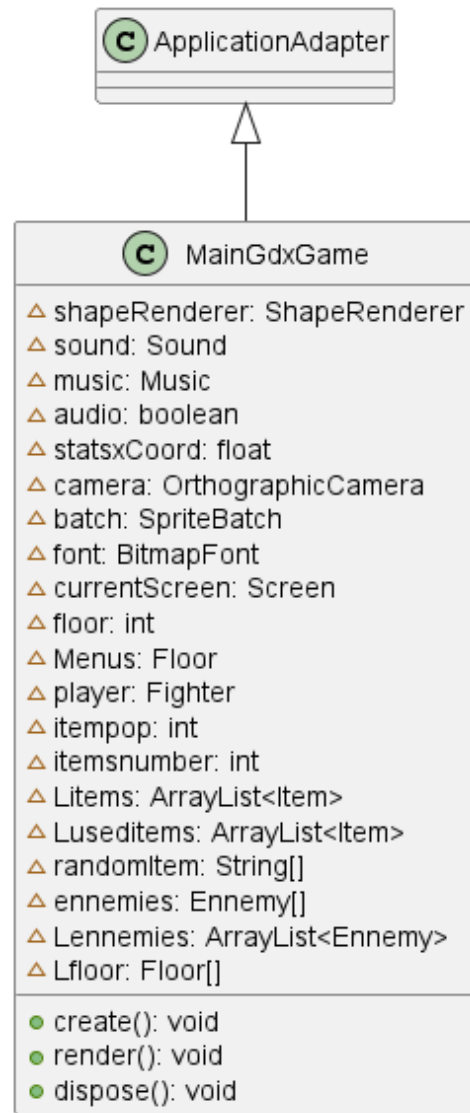 C ApplicationAdapter
C MainGdxGame
shapeRenderer: ShapeRenderer
sound: Sound
music: Music
audio: boolean
statsxCoord: float
camera: OrthographicCamera
batch: SpriteBatch
font: BitmapFont
currentScreen: Screen
floor: int
Menus: Floor
player: Fighter
itempop: int
itemsnumber: int
Litems: ArrayList<Item>
Luseditems: ArrayList<Item>
randomItem: String[]
ennemies: Ennemy[]
Lennemies: ArrayList<Ennemy>
Lfloor: Floor[]
create(): void
render(): void
dispose(): void